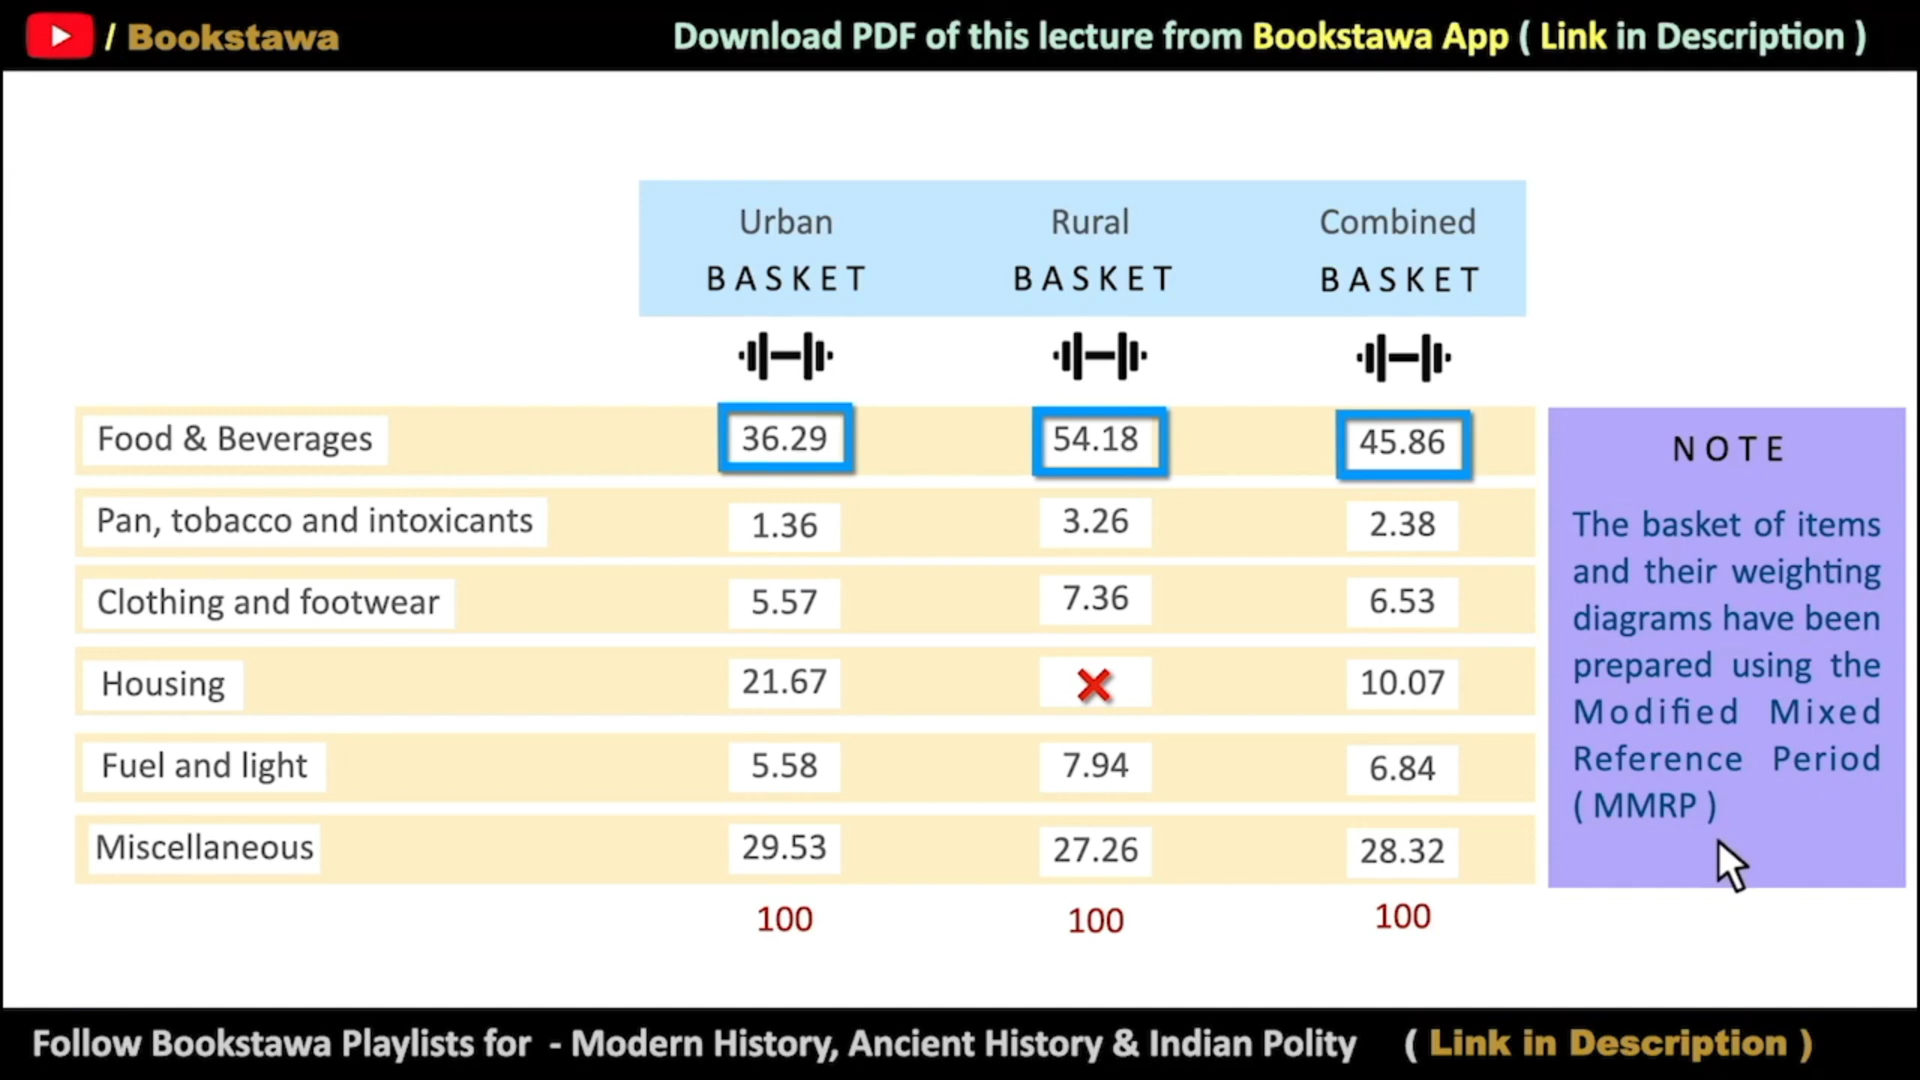 / Bookstawa
Download PDF of this lecture from Bookstawa App ( Link in Description )
Urban Rural Combined
BASKET BASKET BASKET
Food & Beverages 36.29 54.18 45.86
Pan, tobacco and intoxicants 1.36 3.26 2.38
Clothing and footwear 5.57 7.36 6.53
Housing 21.67 10.07
Fuel and light 5.58 7.94 6.84
Miscellaneous 29.53 27.26 28.32
100 100 100
NOTE
The basket of items
and their weighting
diagrams have been
prepared using the
Modified Mixed
Reference Period
( MMRP )
Follow Bookstawa Playlists for - Modern History, Ancient History & Indian Polity ( Link in Description )